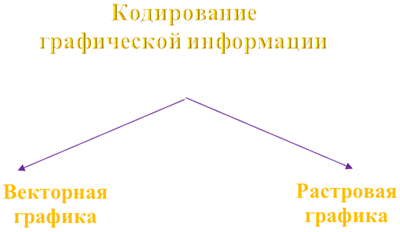 Кодирование
графической информации
Векторная
графика
Растровая
графика